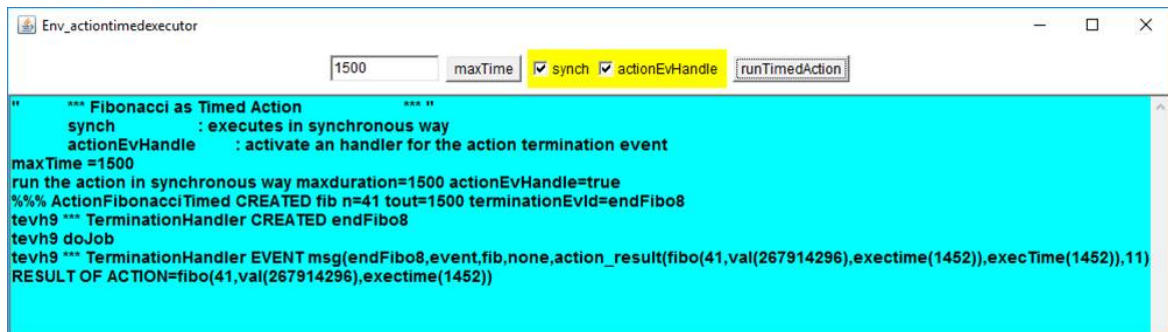 Env_actiontimedexecutor
1500 maxTime synch actionEvHandle runTimedAction
" *** Fibonacci as Timed Action *** "
synch : executes in synchronous way
actionEvHandle : activate an handler for the action termination event
maxTime =1500
run the action in synchronous way maxduration=1500 actionEvHandle=true
%%% ActionFibonacciTimed CREATED fib n=41 tout=1500 terminationEvId=endFibo8
tevh9 *** TerminationHandler CREATED endFibo8
tevh9 doJob
tevh9 *** TerminationHandler EVENT msg(endFibo8,event,fib,none,action_result(fibo(41,val(267914296),exectime(1452)),execTime(1452)),11)
RESULT OF ACTION=fibo(41,val(267914296),exectime(1452))